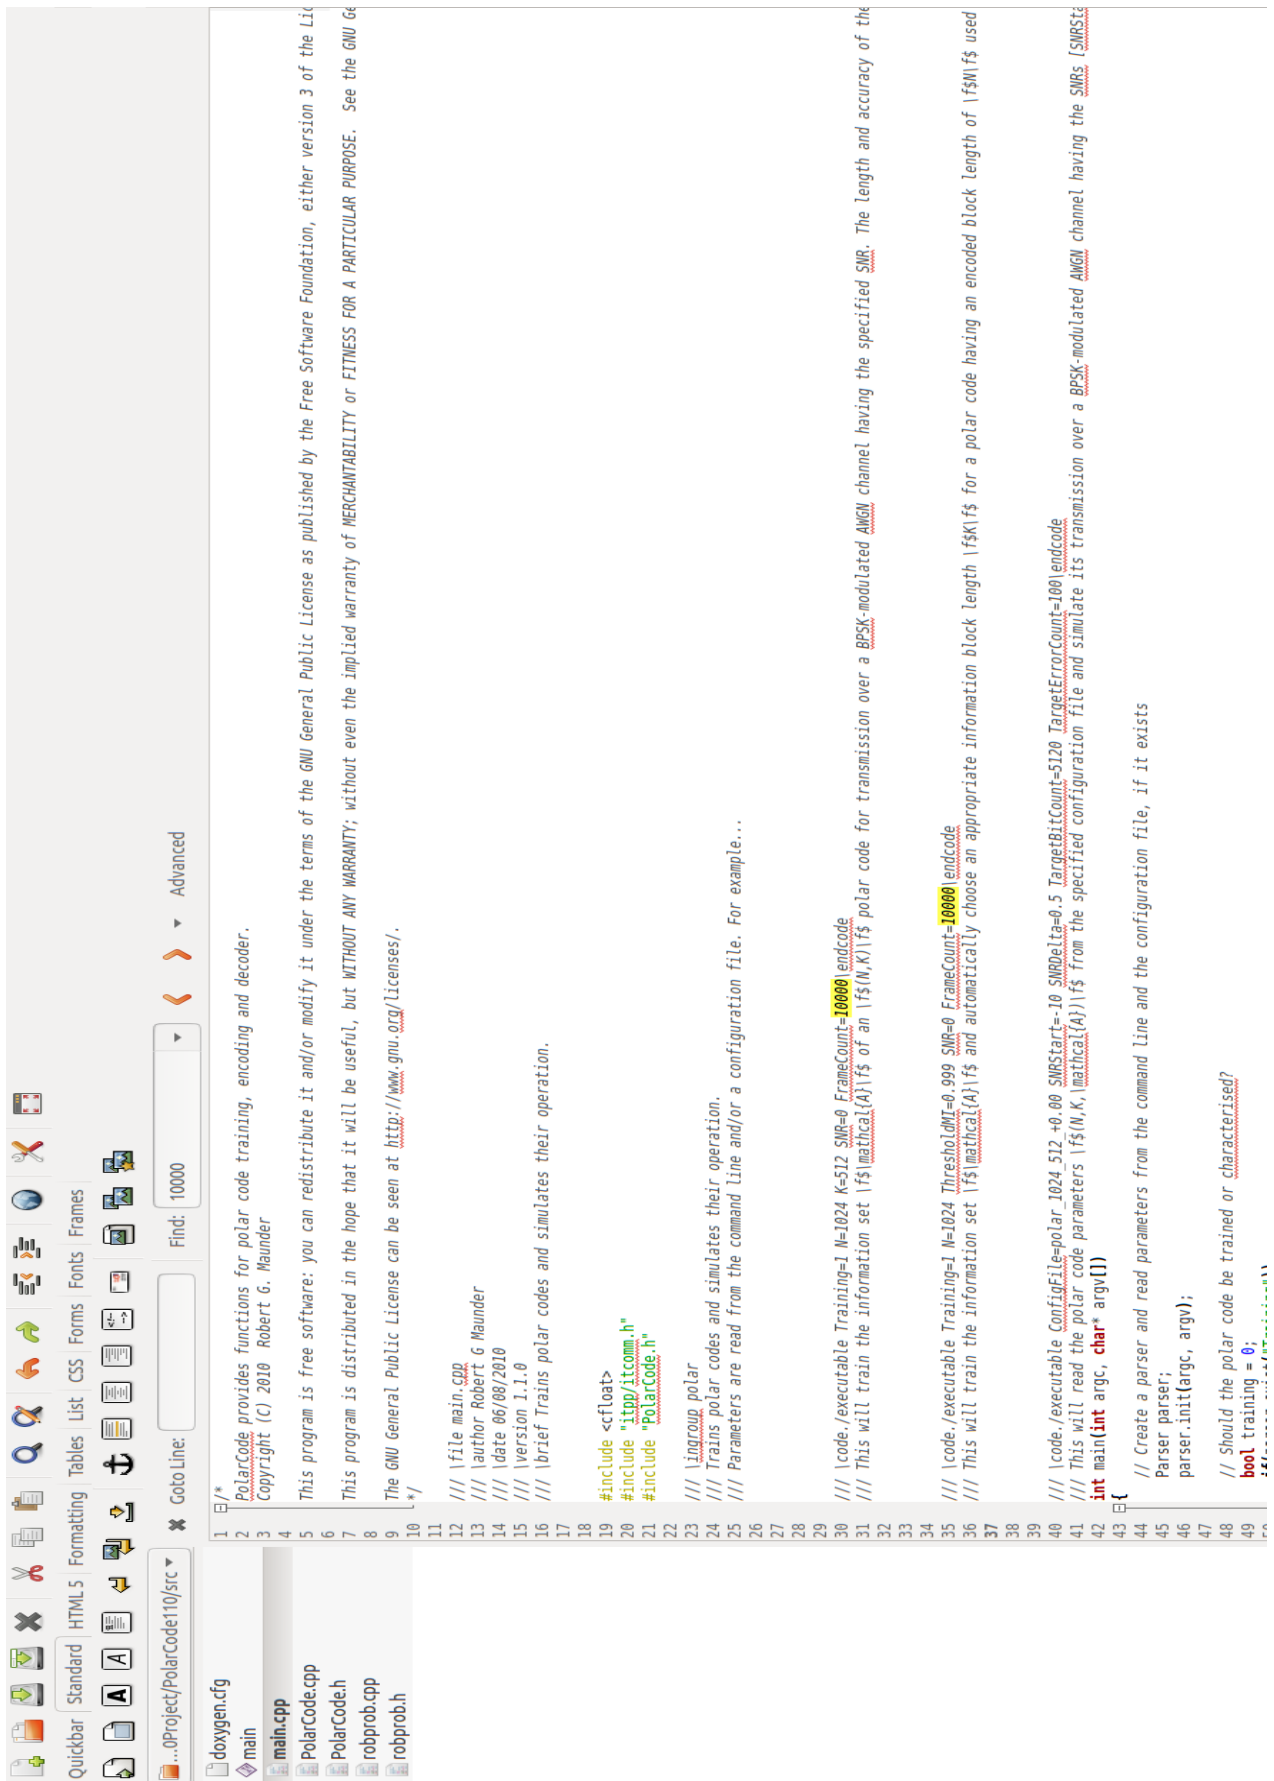 Quickbar Standard HTML 5 Formatting Tables List CSS Forms Fonts Frames
...0Project/PolarCode110/src
Goto Line:
Find: 10000
Advanced
doxygen.cfg
main
main.cpp
PolarCode.cpp
PolarCode.h
robprob.cpp
robprob.h
1 /*
2 PolarCode provides functions for polar code training, encoding and decoder.
3 Copyright (C) 2010  Robert G. Maunder
4
5 This program is free software: you can redistribute it and/or modify it under the terms of the GNU General Public License as published by the Free Software Foundation, either version 3 of the Lic
6
7 This program is distributed in the hope that it will be useful, but WITHOUT ANY WARRANTY; without even the implied warranty of MERCHANTABILITY or FITNESS FOR A PARTICULAR PURPOSE.  See the GNU Ge
8
9 The GNU General Public License can be seen at http://www.gnu.org/licenses/.
10 */
11
12 /// \file main.cpp
13 /// \author Robert G Maunder
14 /// \date 06/08/2010
15 /// \version 1.1.0
16 /// \brief Trains polar codes and simulates their operation.
17
18
19 #include <cfloat>
20 #include "itpp/itcomm.h"
21 #include "PolarCode.h"
22
23 /// \ingroup polar
24 /// Trains polar codes and simulates their operation.
25 /// Parameters are read from the command line and/or a configuration file. For example...
26
27
28
29
30 /// \code./executable Training=1 N=1024 K=512 SNR=0 FrameCount=10000\endcode
31 /// This will train the information set \f$\mathcal{A}\f$ of an \f$(N,K)\f$ polar code for transmission over a BPSK-modulated AWGN channel having the specified SNR. The length and accuracy of the
32
33
34
35 /// \code./executable Training=1 N=1024 ThresholdMI=0.999 SNR=0 FrameCount=10000\endcode
36 /// This will train the information set \f$\mathcal{A}\f$ and automatically choose an appropriate information block length \f$K\f$ for a polar code having an encoded block length of \f$N\f$ used
37
38
39
40 /// \code./executable ConfigFile=polar_1024_512_+0.00 SNRStart=-10 SNRDelta=0.5 TargetBitCount=5120 TargetErrorCount=100\endcode
41 /// This will read the polar code parameters \f$(N,K,\mathcal{A})\f$ from the specified configuration file and simulate its transmission over a BPSK-modulated AWGN channel having the SNRs [SNRSta
42 int main(int argc, char* argv[])
43 {
44 // Create a parser and read parameters from the command line and the configuration file, if it exists
45 Parser parser;
46 parser.init(argc, argv);
47
48 // Should the polar code be trained or characterised?
49 bool training = 0;
50